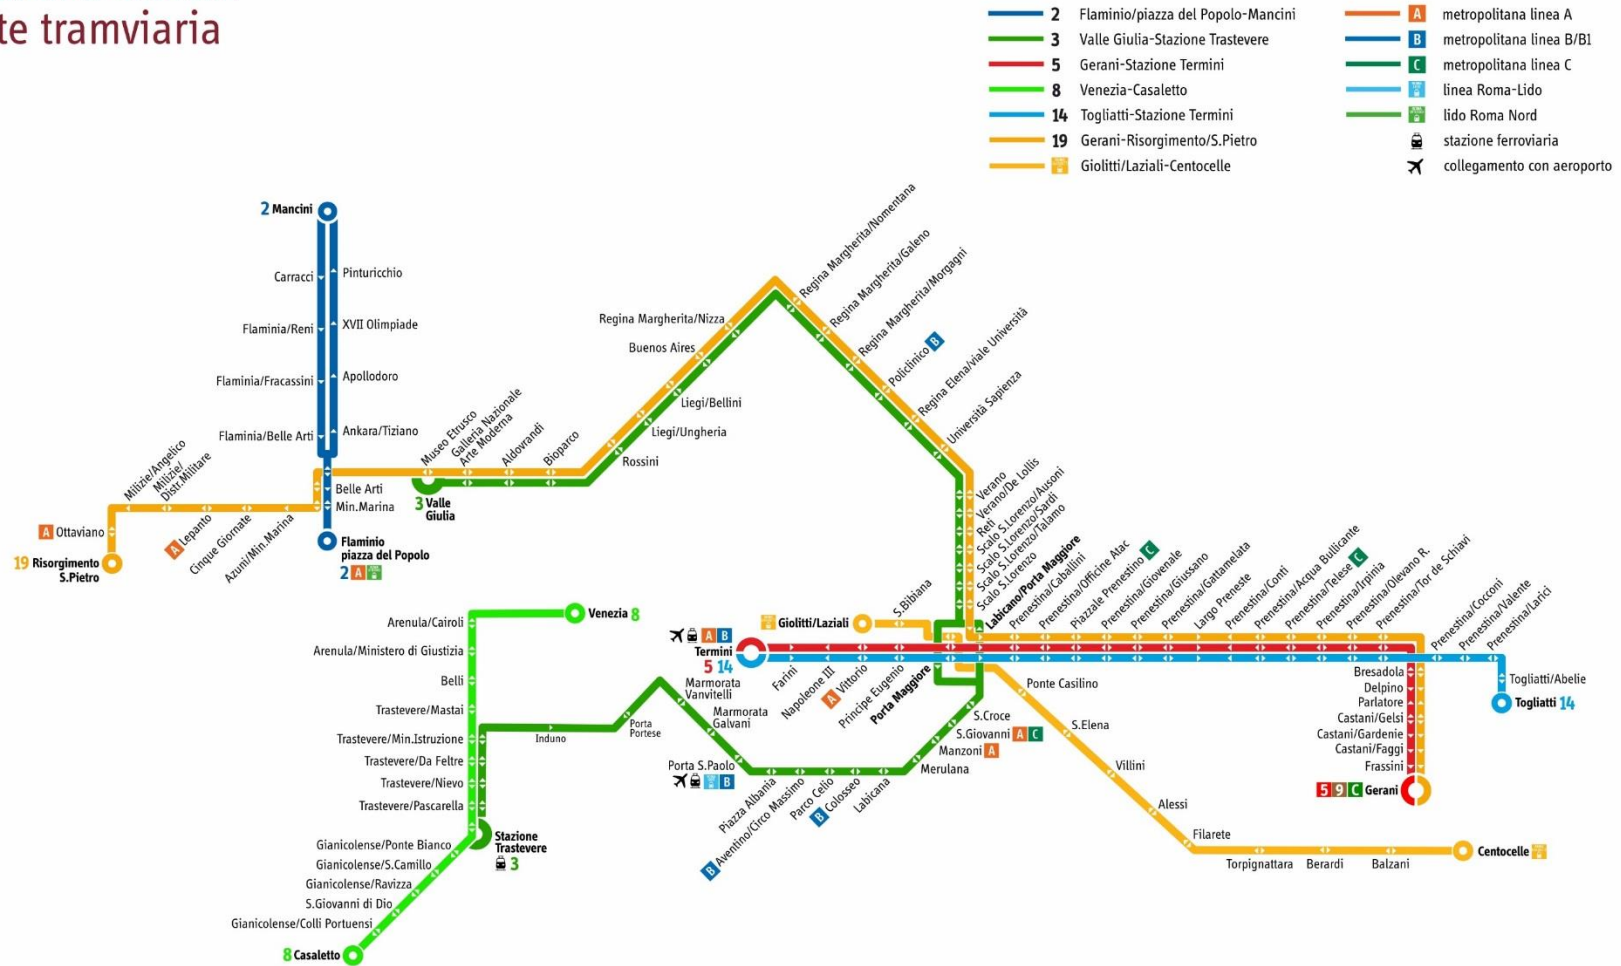 te tramviaria
2 Flaminio/piazza del Popolo-Mancini
3 Valle Giulia-Stazione Trastevere
5 Gerani-Stazione Termini
8 Venezia-Casaletto
14 Togliatti-Stazione Termini
19 Gerani-Risorgimento/S.Pietro
Giolitti/Laziali-Centocelle
A metropolitana linea A
B metropolitana linea B/B1
C metropolitana linea C
linea Roma-Lido
lido Roma Nord
stazione ferroviaria
collegamento con aeroporto
2 Mancini
Carracci
Pinturicchio
Flaminia/Reni
XVII Olimpiade
Flaminia/Fracassini
Apollodoro
Flaminia/Belle Arti
Ankara/Tiziano
Belle Arti
Min.Marina
Flaminio
piazza del Popolo
2 A
Milizie/Angelico
Milizie/
Distr.Militare
A Lepanto
Cinque Giornate
Azuni/Min.Marina
A Ottaviano
19 Risorgimento
S.Pietro
Museo Etrusco
Galleria Nazionale
Arte Moderna
Aldovrandi
Bioparco
3 Valle
Giulia
Rossini
Liegi/Ungheria
Liegi/Bellini
Buenos Aires
Regina Margherita/Nizza
Regina Margherita/Nomentana
Regina Margherita/Galeno
Regina Margherita/Morgagni
Policlinico B
Regina Elena/viale Università
Università Sapienza
Verano
Verano/De Lollis
Reti
Scalo S.Lorenzo/Ausoni
Scalo S.Lorenzo/Sardi
Scalo S.Lorenzo/Talamo
Scalo S.Lorenzo
Labicano/Porta Maggiore
Prenestina/Caballini
Prenestina/Officine Atac
Piazzale Prenestino C
Prenestina/Giovenale
Prenestina/Giussano
Prenestina/Gattamelata
Largo Preneste
Prenestina/Conti
Prenestina/Acqua Bullicante
Prenestina/Telese C
Prenestina/Irpinia
Prenestina/Olevano R.
Prenestina/Tor de Schiavi
Prenestina/Cocconi
Prenestina/Valente
Prenestina/Larici
Togliatti/Abelie
Togliatti 14
Bresadola
Delpino
Parlatore
Castani/Gelsi
Castani/Gardenie
Castani/Faggi
Frassini
5 9 C Gerani
Giolitti/Laziali
S.Bibiana
A B
Termini
5 14
Farini
Napoleone III
A Vittorio
Principe Eugenio
Porta Maggiore
Ponte Casilino
S.Elena
Villini
Alessi
Filarete
Torpignattara
Berardi
Balzani
Centocelle
S.Croce
S.Giovanni A C
Manzoni A
Merulana
Labicana
B Colosseo
Parco Celio
B Aventino/Circo Massimo
Piazza Albania
Porta S.Paolo
B
Marmorata
Galvani
Marmorata
Vanvitelli
Porta
Portese
Induno
Venezia 8
Arenula/Cairoli
Arenula/Ministero di Giustizia
Belli
Trastevere/Mastai
Trastevere/Min.Istruzione
Trastevere/Da Feltre
Trastevere/Nievo
Trastevere/Pascarella
Stazione
Trastevere
3
Gianicolense/Ponte Bianco
Gianicolense/S.Camillo
Gianicolense/Ravizza
S.Giovanni di Dio
Gianicolense/Colli Portuensi
8 Casaletto